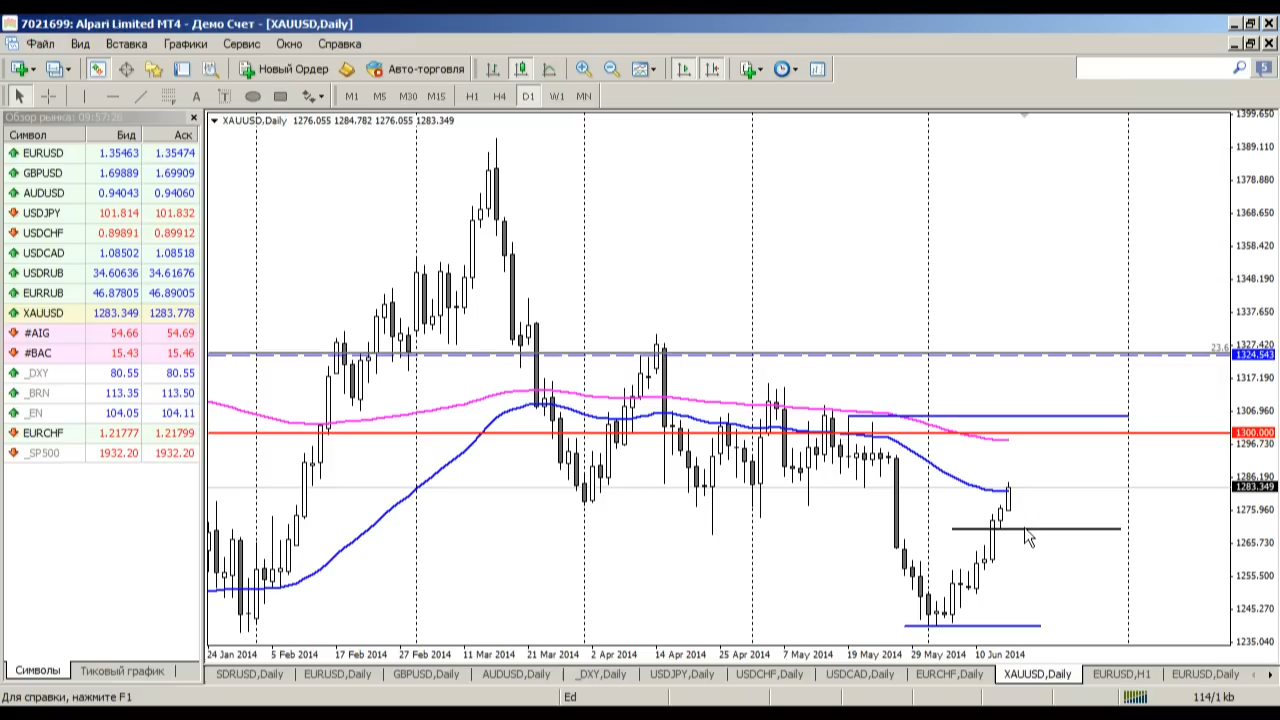 7021699: Alpari Limited MT4 - Демо Счет - [XAUUSD,Daily]
Файл Вид Вставка Графики Сервис Окно Справка
Новый Ордер Авто-торговля 5
A T M1 M5 M30 M15 H1 H4 D1 W1 MN
Обзор рынка: 09:57:26
Символ Бид Аск
EURUSD 1.35463 1.35474
GBPUSD 1.69889 1.69909
AUDUSD 0.94043 0.94060
USDJPY 101.814 101.832
USDCHF 0.89891 0.89912
USDCAD 1.08502 1.08518
USDRUB 34.60636 34.61676
EURRUB 46.87805 46.89005
XAUUSD 1283.349 1283.778
#AIG 54.66 54.69
#BAC 15.43 15.46
_DXY 80.55 80.55
_BRN 113.35 113.50
_EN 104.05 104.11
EURCHF 1.21777 1.21799
_SP500 1932.20 1932.20
Символы Тиковый график
XAUUSD,Daily 1276.055 1284.782 1276.055 1283.349
1399.650
1389.110
1378.880
1368.650
1358.420
1348.190
1337.650
1327.420
23.6
1324.543
1317.190
1306.960
1300.000
1296.730
1286.190
1283.349
1275.960
1265.730
1255.500
1245.270
1235.040
24 Jan 2014 5 Feb 2014 17 Feb 2014 27 Feb 2014 11 Mar 2014 21 Mar 2014 2 Apr 2014 14 Apr 2014 25 Apr 2014 7 May 2014 19 May 2014 29 May 2014 10 Jun 2014
SDRUSD,Daily EURUSD,Daily GBPUSD,Daily AUDUSD,Daily _DXY,Daily USDJPY,Daily USDCHF,Daily USDCAD,Daily EURCHF,Daily XAUUSD,Daily EURUSD,H1 EURUSD,Daily
Для справки, нажмите F1 Ed 114/1 kb